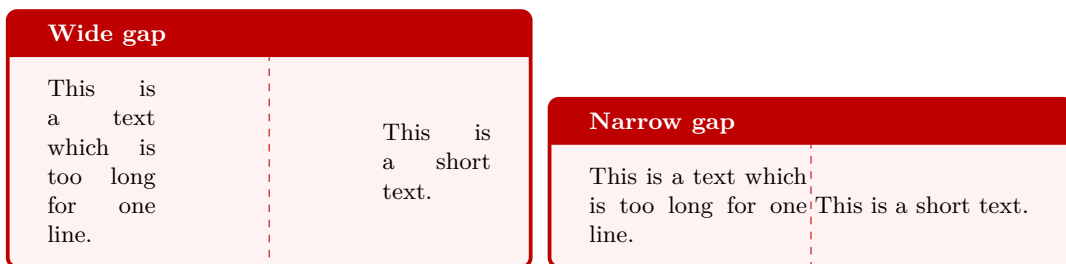 Wide gap
This is
a text
which is
too long
for one
line.
This is
a short
text.
Narrow gap
This is a text which
is too long for one
line.
This is a short text.